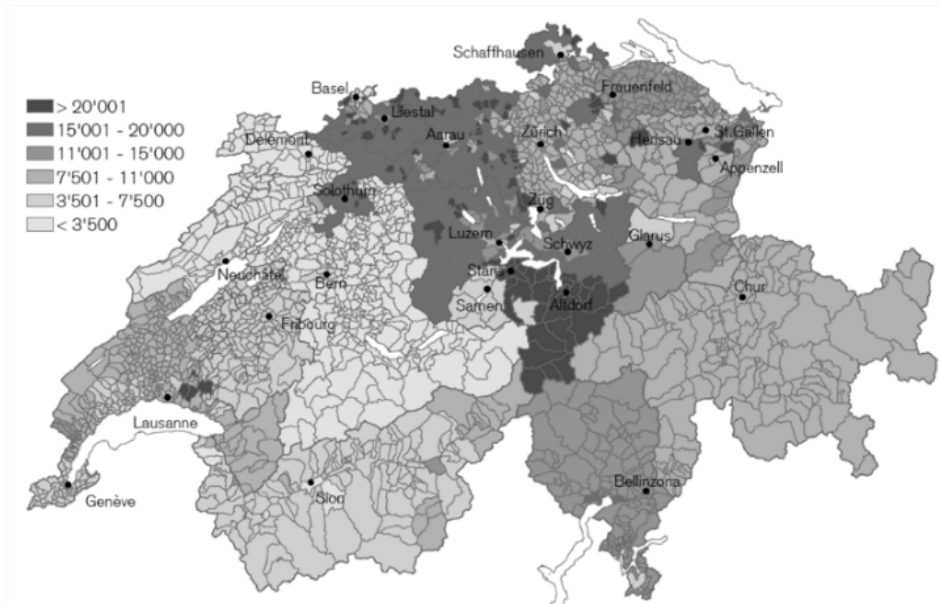 > 20'001
15'001 - 20'000
11'001 - 15'000
7'501 - 11'000
3'501 - 7'500
< 3'500
Schaffhausen
Basel
Frauenfeld
Liestal
Delémont
Aarau
Zürich
Herisau
St.Gallen
Appenzell
Solothurn
Zug
Luzern
Schwyz
Glarus
Neuchâtel
Bern
Stans
Sarnen
Altdorf
Chur
Fribourg
Lausanne
Genève
Sion
Bellinzona